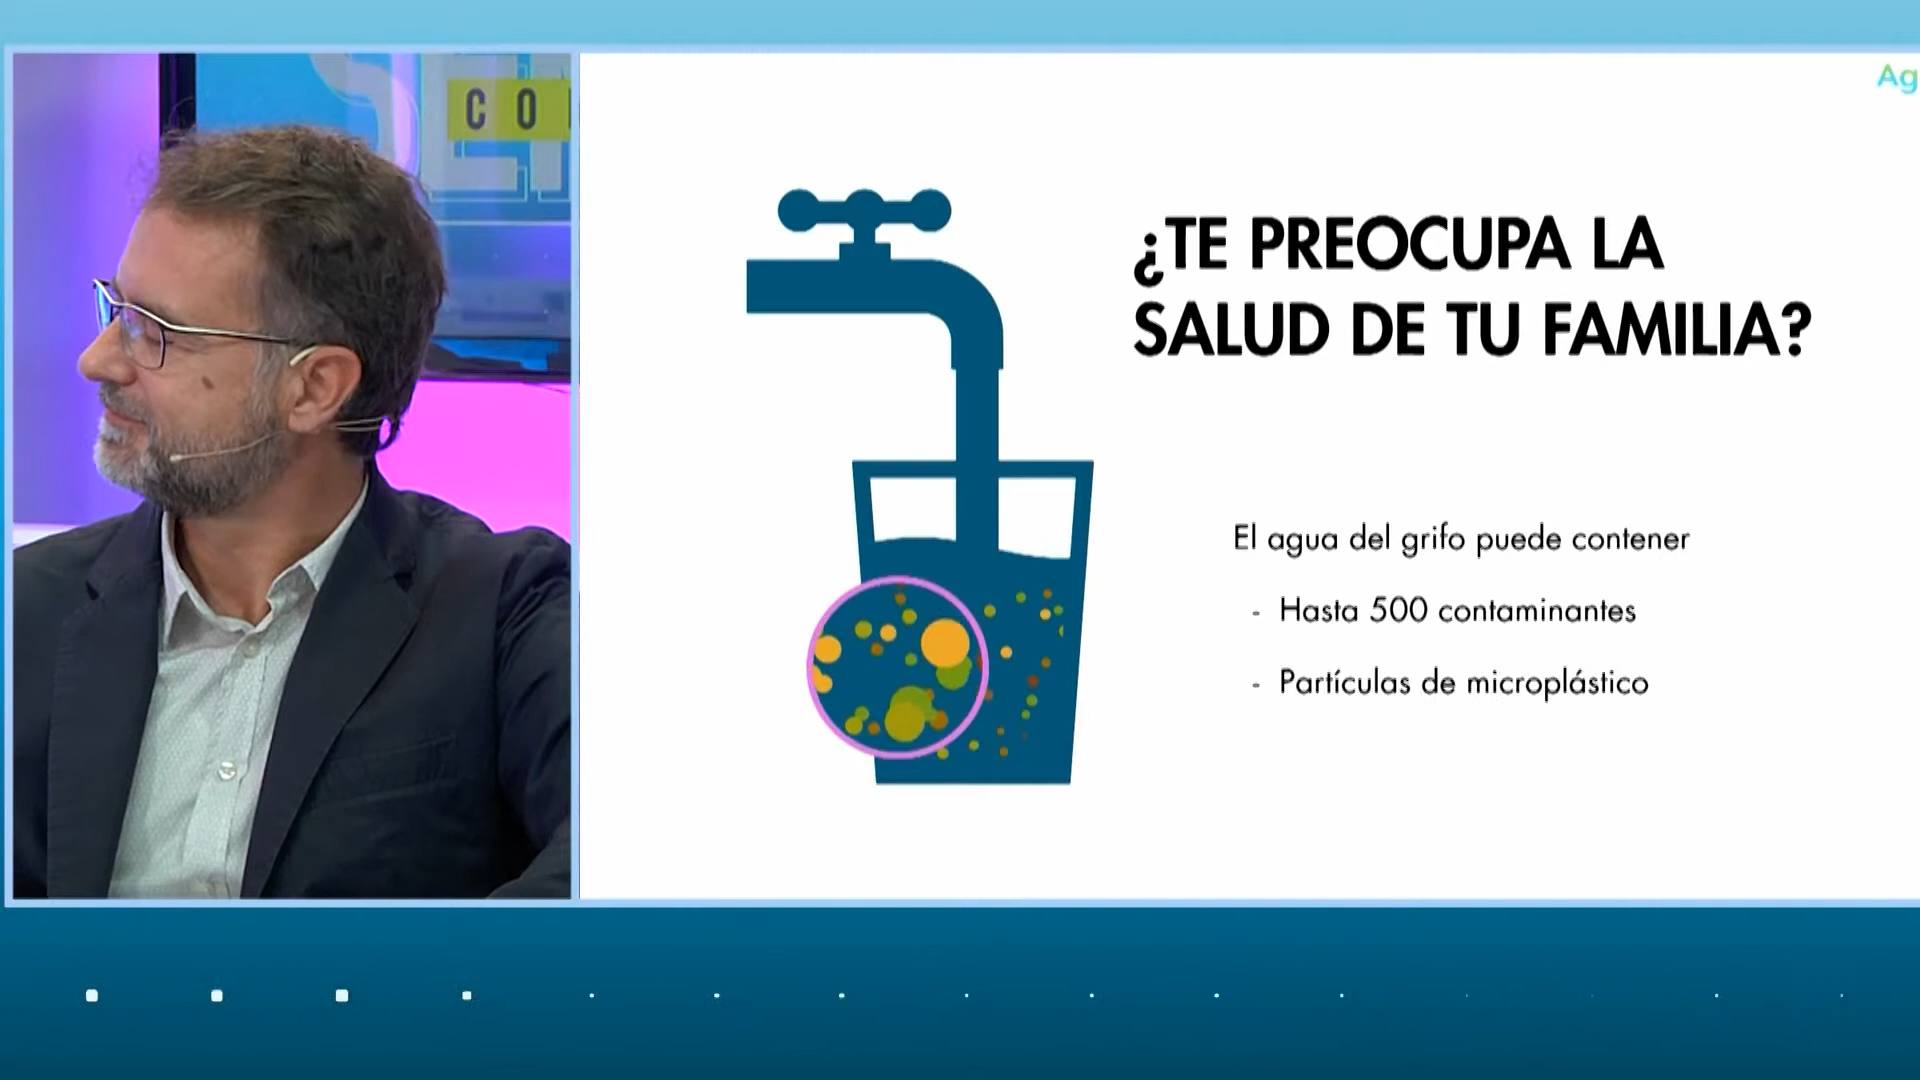 ¿TE PREOCUPA LA
SALUD DE TU FAMILIA?
El agua del grifo puede contener
- Hasta 500 contaminantes
- Partículas de microplástico